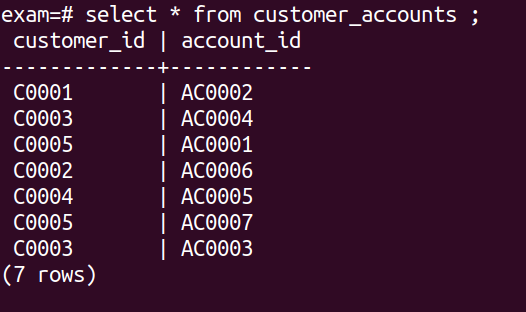 exam=# select * from customer_accounts ;
 customer_id | account_id
-------------+------------
 C0001       | AC0002
 C0003       | AC0004
 C0005       | AC0001
 C0002       | AC0006
 C0004       | AC0005
 C0005       | AC0007
 C0003       | AC0003
(7 rows)